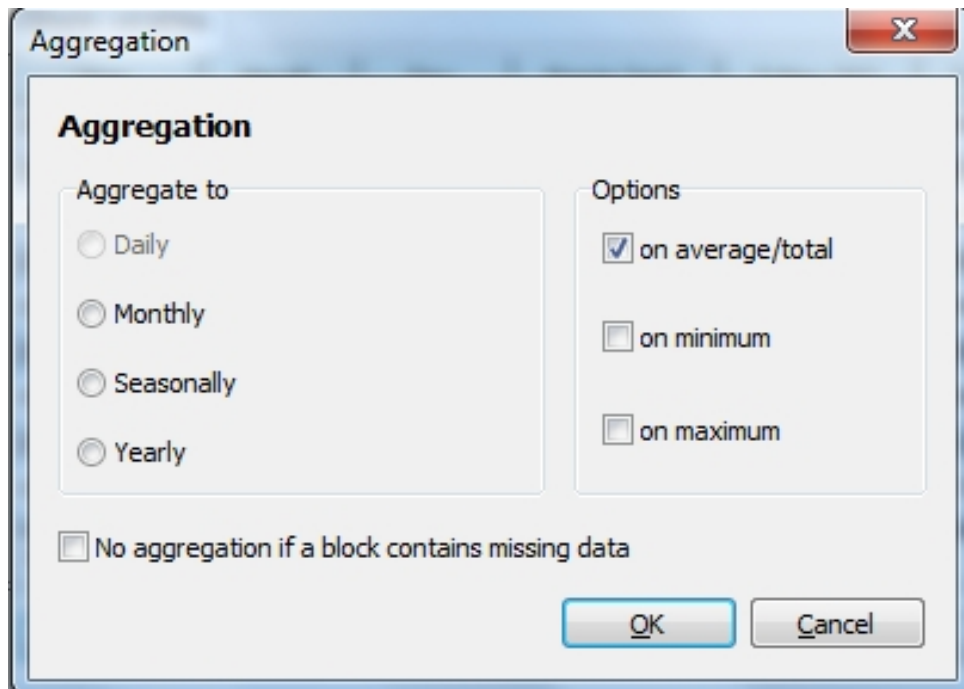 Aggregation
Aggregation
Aggregate to
Daily
Monthly
Seasonally
Yearly
Options
on average/total
on minimum
on maximum
No aggregation if a block contains missing data
OK
Cancel